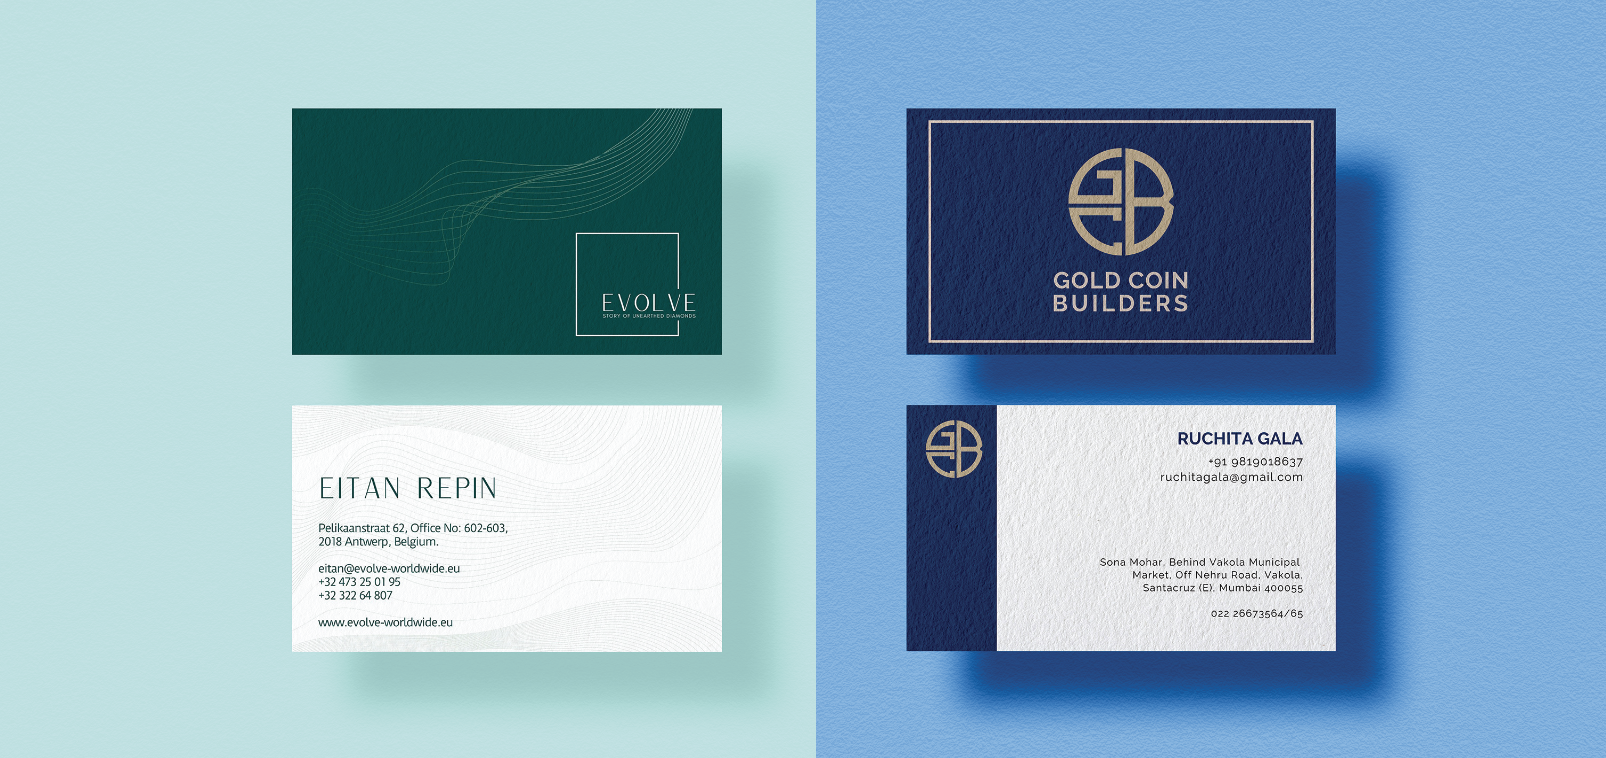 EVOLVE
STORY OF UNEARTHED DIAMONDS
EITAN REPIN
Pelikaanstraat 62, Office No: 602-603,
2018 Antwerp, Belgium.
eitan@evolve-worldwide.eu
+32 473 25 01 95
+32 322 64 807
www.evolve-worldwide.eu
GCB
GOLD COIN
BUILDERS
GCB
RUCHITA GALA
+91 9819018637
ruchitagala@gmail.com
Sona Mohar, Behind Vakola Municipal
Market, Off Nehru Road, Vakola,
Santacruz (E), Mumbai 400055
022 26673564/65